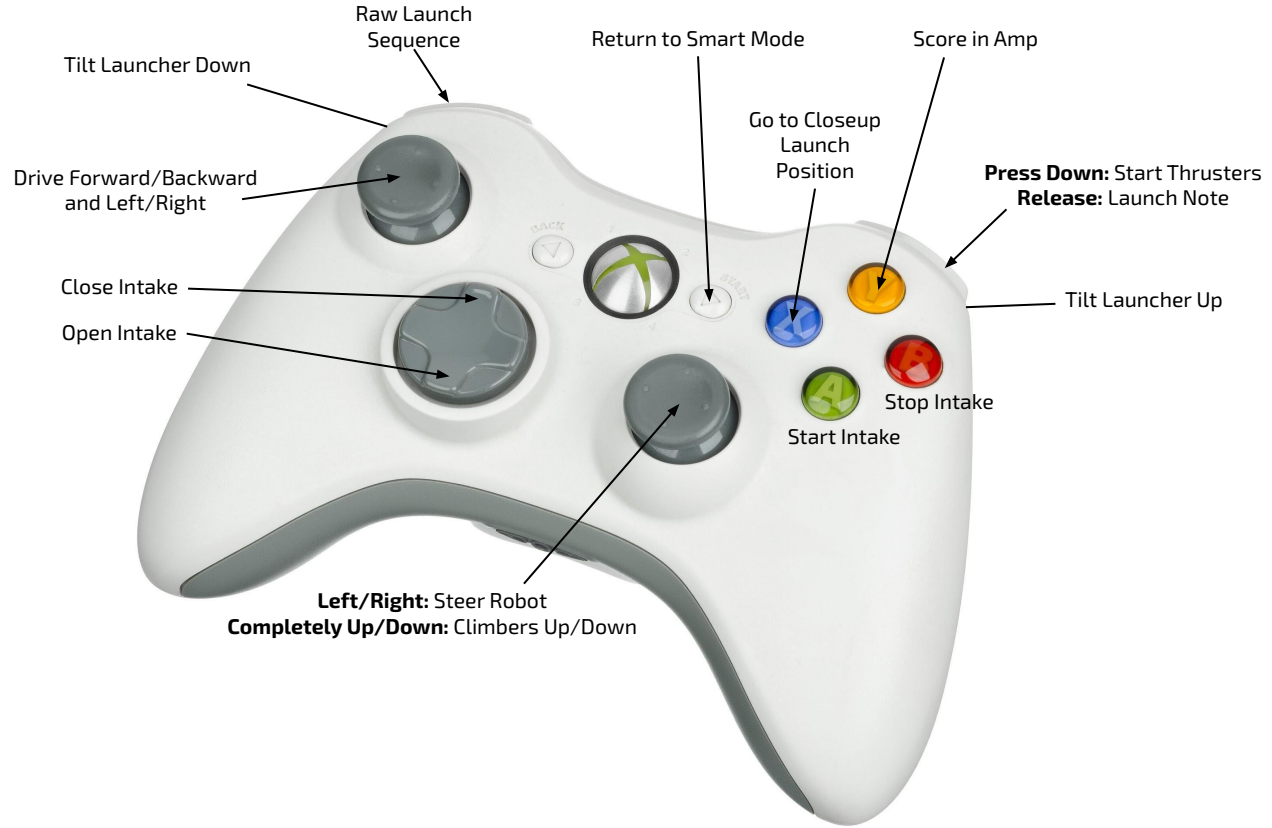 Raw Launch
Sequence
Return to Smart Mode
Score in Amp
Tilt Launcher Down
Go to Closeup
Launch
Position
Drive Forward/Backward
and Left/Right
Press Down: Start Thrusters
Release: Launch Note
BACK
START
Close Intake
Tilt Launcher Up
Open Intake
X
Y
B
A
Stop Intake
Start Intake
Left/Right: Steer Robot
Completely Up/Down: Climbers Up/Down